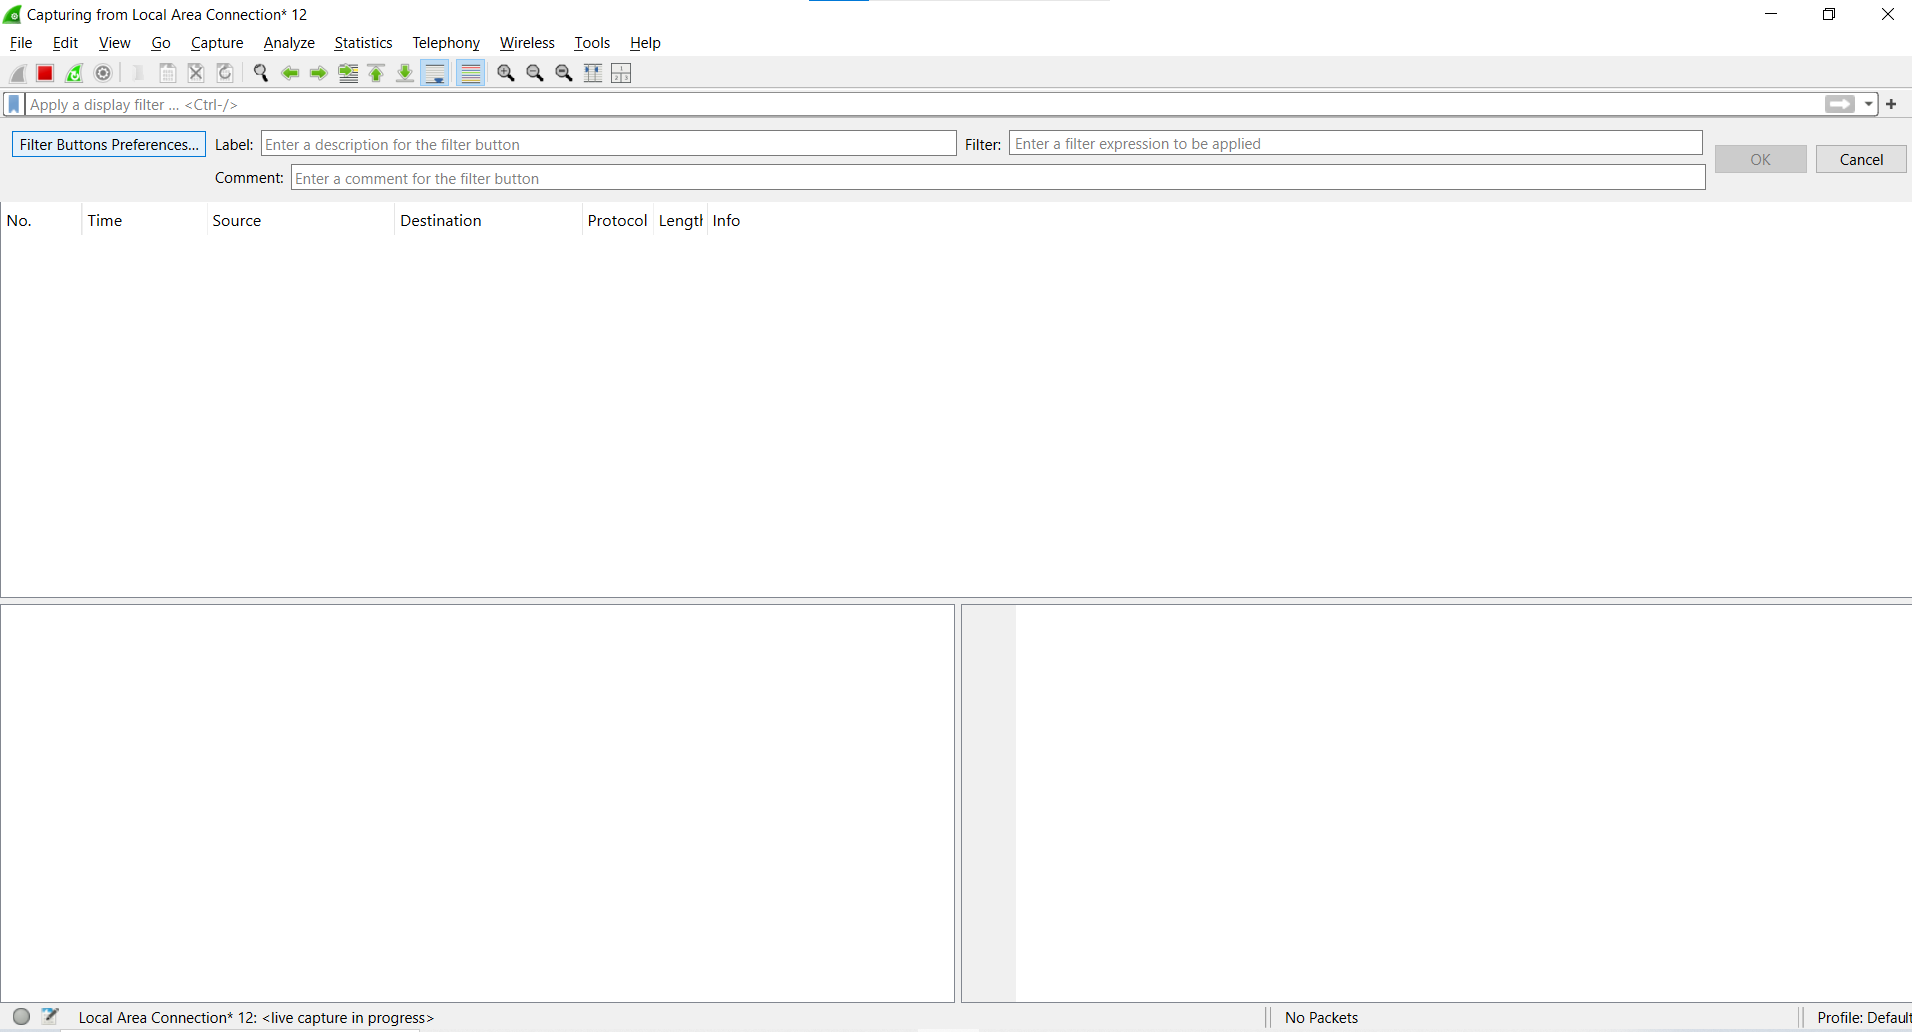 Capturing from Local Area Connection* 12
File Edit View Go Capture Analyze Statistics Telephony Wireless Tools Help
Apply a display filter ... <Ctrl-/>
Filter Buttons Preferences... Label: Enter a description for the filter button Filter: Enter a filter expression to be applied OK Cancel
Comment: Enter a comment for the filter button
No. Time Source Destination Protocol Length Info
Local Area Connection* 12: <live capture in progress> No Packets Profile: Default